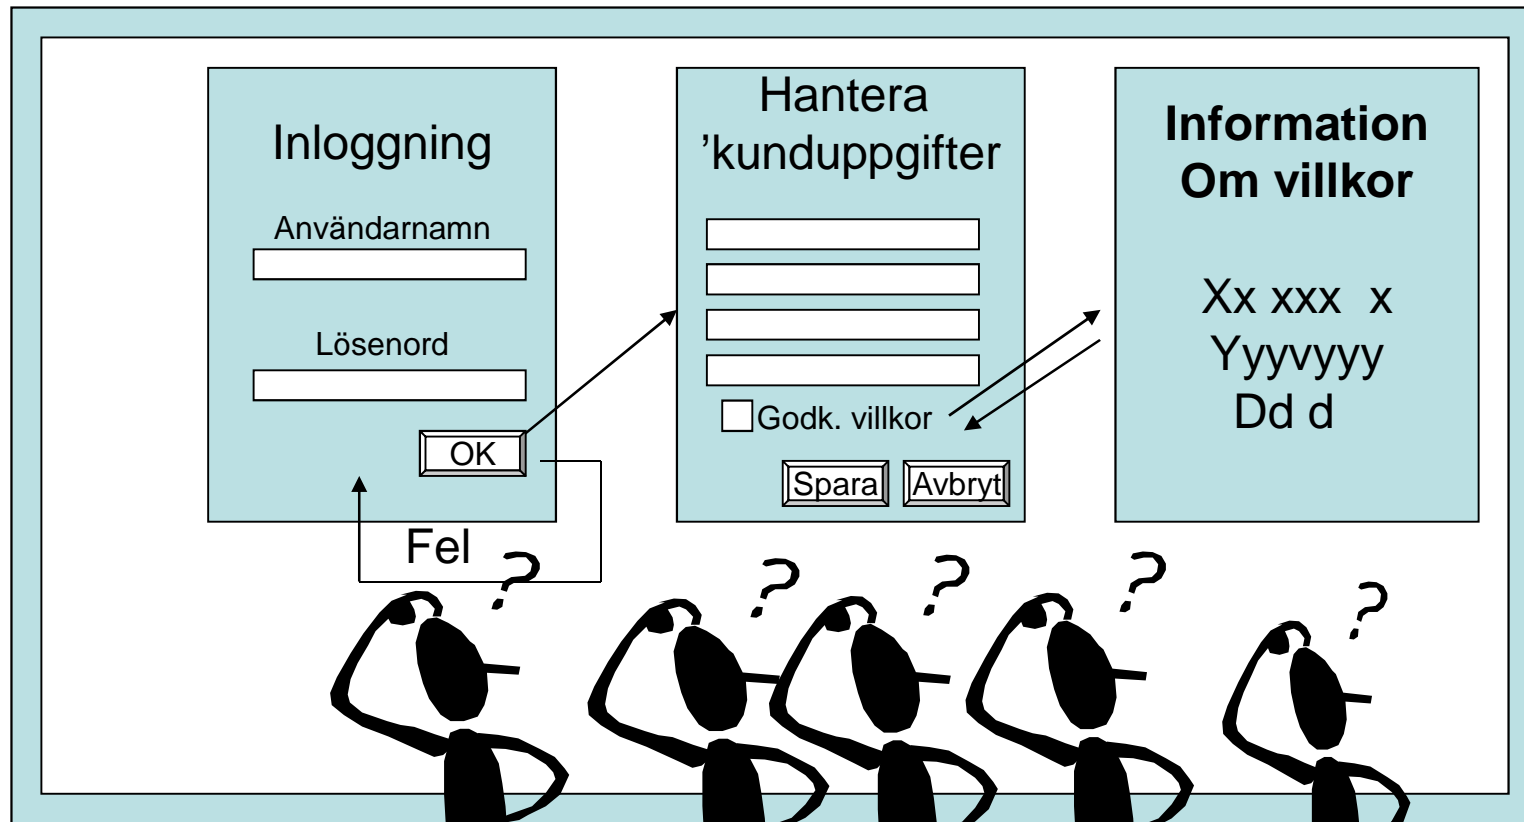 Inloggning
Användarnamn
Lösenord
OK
Fel
Hantera
’kunduppgifter
Godk. villkor
Spara
Avbryt
Information
Om villkor
Xx xxx  x
Yyyvyyy
Dd d
?
?
?
?
?